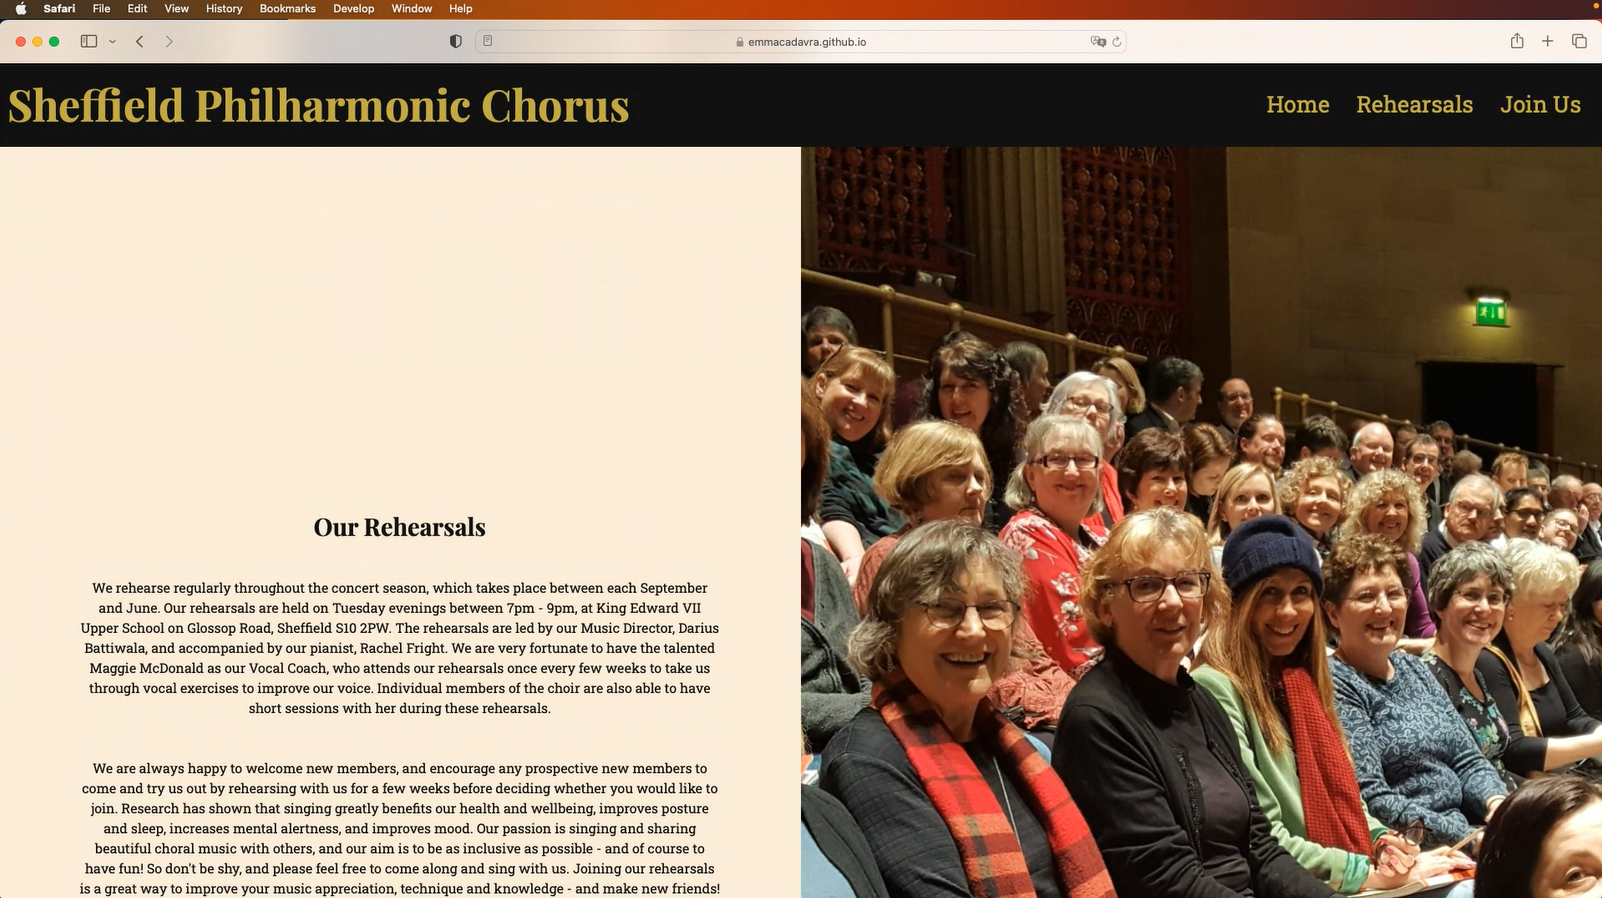 Safari File Edit View History Bookmarks Develop Window Help
emmacadavra.github.io
Sheffield Philharmonic Chorus
Home Rehearsals Join Us
Our Rehearsals
We rehearse regularly throughout the concert season, which takes place between each September
and June. Our rehearsals are held on Tuesday evenings between 7pm - 9pm, at King Edward VII
Upper School on Glossop Road, Sheffield S10 2PW. The rehearsals are led by our Music Director, Darius
Battiwala, and accompanied by our pianist, Rachel Fright. We are very fortunate to have the talented
Maggie McDonald as our Vocal Coach, who attends our rehearsals once every few weeks to take us
through vocal exercises to improve our voice. Individual members of the choir are also able to have
short sessions with her during these rehearsals.
We are always happy to welcome new members, and encourage any prospective new members to
come and try us out by rehearsing with us for a few weeks before deciding whether you would like to
join. Research has shown that singing greatly benefits our health and wellbeing, improves posture
and sleep, increases mental alertness, and improves mood. Our passion is singing and sharing
beautiful choral music with others, and our aim is to be as inclusive as possible - and of course to
have fun! So don't be shy, and please feel free to come along and sing with us. Joining our rehearsals
is a great way to improve your music appreciation, technique and knowledge - and make new friends!